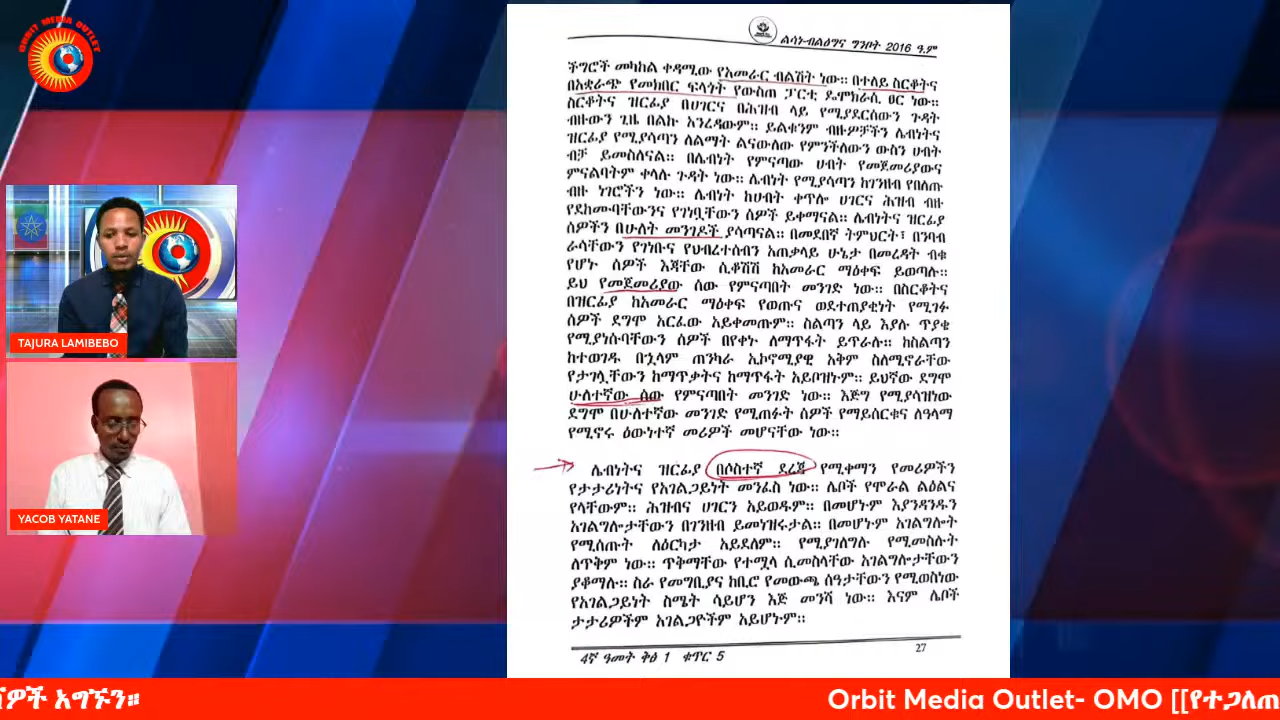 ORBIT MEDIA OUTLET
TAJURA LAMIBEBO
YACOB YATANE
ልሳነ-ብልፅግና ግንቦት 2016 ዓ.ም
ችግሮች መካከል ቀዳሚው የአመራር ብልሽት ነው። በተለይ ስርቆትና
በአቋራጭ የመክበር ፍላጎት የውስጠ ፓርቲ ዴሞክራሲ ፀር ነው።
ስርቆትና ዝርፊያ በሀገርና በሕዝብ ላይ የሚያደርሰውን ጉዳት
ብዙውን ጊዜ በልኩ አንረዳውም። ይልቁንም ብዙዎቻችን ሌብነትና
ዝርፊያ የሚያሳጣን ለልማት ልናውለው የምንችለውን ውስን ሀብት
ብቻ ይመስለናል። በሌብነት የምናጣው ሀብት የመጀመሪያውና
ምናልባትም ቀላሉ ጉዳት ነው። ሌብነት የሚያሳጣን ከገንዘብ የበለጡ
ብዙ ነገሮችን ነው። ሌብነት ከሀብት ቀጥሎ ሀገርና ሕዝብ ብዙ
የደከሙባቸውንና የገነቧቸውን ሰዎች ይቀማናል። ሌብነትና ዝርፊያ
ሰዎችን በሁለት መንገዶች ያሳጣናል። በመደበኛ ትምህርት፣ በንባብ
ራሳቸውን የገነቡና የህብረተሰብን አጠቃላይ ሁኔታ በመረዳት ብቁ
የሆኑ ሰዎች እጃቸው ሲቆሽሽ ከአመራር ማዕቀፍ ይወጣሉ።
ይህ የመጀመሪያው ሰው የምናጣበት መንገድ ነው። በስርቆትና
በዝርፊያ ከአመራር ማዕቀፍ የወጡና ወደተጠያቂነት የሚገፉ
ሰዎች ደግሞ አርፈው አይቀመጡም። ስልጣን ላይ እያሉ ጥያቄ
የሚያነሱባቸውን ሰዎች በየቀኑ ለማጥፋት ይጥራሉ። ከስልጣን
ከተወገዱ በኋላም ጠንካራ ኢኮኖሚያዊ አቅም ስለሚኖራቸው
የታገሏቸውን ከማጥቃትና ከማጥፋት አይቦዝኑም። ይህኛው ደግሞ
ሁለተኛው ሰው የምናጣበት መንገድ ነው። እጅግ የሚያሳዝነው
ደግሞ በሁለተኛው መንገድ የሚጠፉት ሰዎች የማይሰርቁና ለዓላማ
የሚኖሩ ዕውነተኛ መሪዎች መሆናቸው ነው።
ሌብነትና ዝርፊያ በሶስተኛ ደረጃ የሚቀማን የመሪዎችን
የታታሪነትና የአገልጋይነት መንፈስ ነው። ሌቦች የሞራል ልዕልና
የላቸውም። ሕዝብና ሀገርን አይወዱም። በመሆኑም እያንዳንዱን
አገልግሎታቸውን በገንዘብ ይመነዝሩታል። በመሆኑም አገልግሎት
የሚሰጡት ለዕርካታ አይደለም። የሚያገለግሉ የሚመስሉት
ለጥቅም ነው። ጥቅማቸው የተሟላ ሲመስላቸው አገልግሎታቸውን
ያቆማሉ። ስራ የመግቢያና ከቢሮ የመውጫ ሰዓታቸውን የሚወስነው
የአገልጋይነት ስሜት ሳይሆን እጅ መንሻ ነው። እናም ሌቦች
ታታሪዎችም አገልጋዮችም አይሆኑም።
4ኛ ዓመት ቅፅ 1 ቁጥር 5
27
ዎች እግኙን። Orbit Media Outlet- OMO [[የተጋለጠ